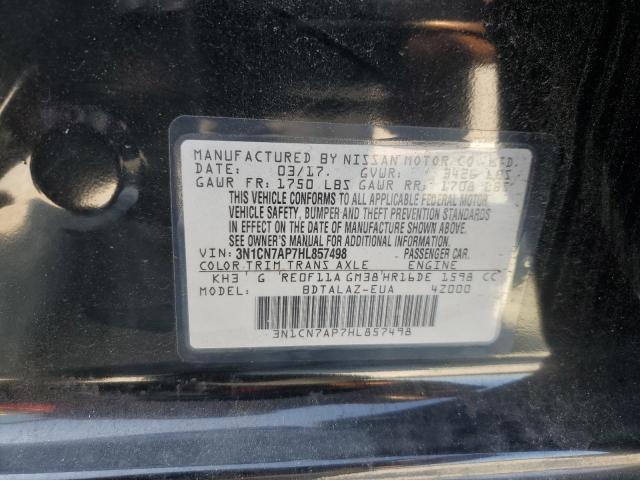 MANUFACTURED BY NISSAN MOTOR CO., LTD.
DATE: 03/17. GVWR: 3426 LBS
GAWR FR: 1750 LBS GAWR RR: 1708 LBS
THIS VEHICLE CONFORMS TO ALL APPLICABLE FEDERAL MOTOR
VEHICLE SAFETY, BUMPER AND THEFT PREVENTION STANDARDS
IN EFFECT ON THE DATE OF MANUFACTURE SHOWN ABOVE.
SEE OWNER'S MANUAL FOR ADDITIONAL INFORMATION.
VIN: 3N1CN7AP7HL857498 PASSENGER CAR.
COLOR TRIM TRANS AXLE ENGINE
KH3 G RE0F11A GM38 HR16DE 1598 CC
MODEL: BDTALAZ-EUA 42000
3N1CN7AP7HL857498